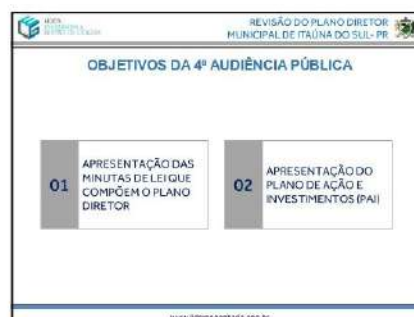 REVISÃO DO PLANO DIRETOR
MUNICIPAL DE ITAÚNA DO SUL- PR
OBJETIVOS DA 4ª AUDIÊNCIA PÚBLICA
01
APRESENTAÇÃO DAS
MINUTAS DE LEI QUE
COMPÕEM O PLANO
DIRETOR
02
APRESENTAÇÃO DO
PLANO DE AÇÃO E
INVESTIMENTOS (PAI)